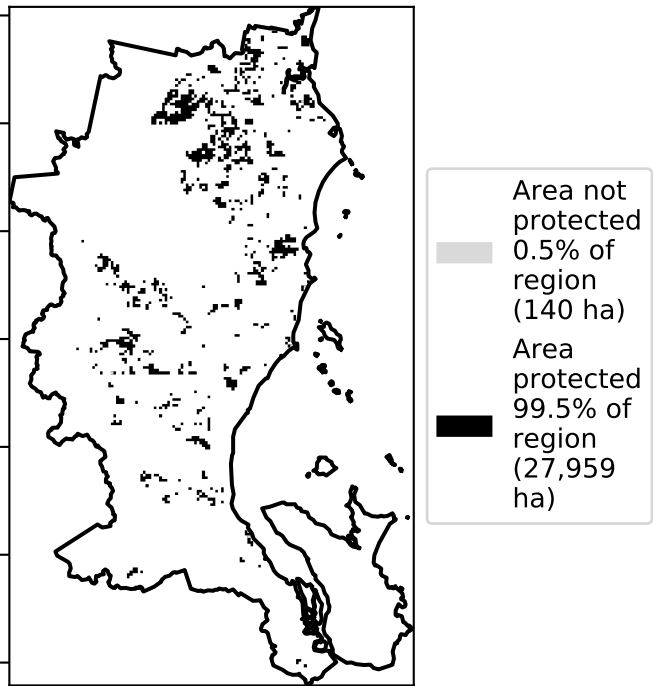 Area not
protected
0.5% of
region
(140 ha)
Area
protected
99.5% of
region
(27,959
ha)